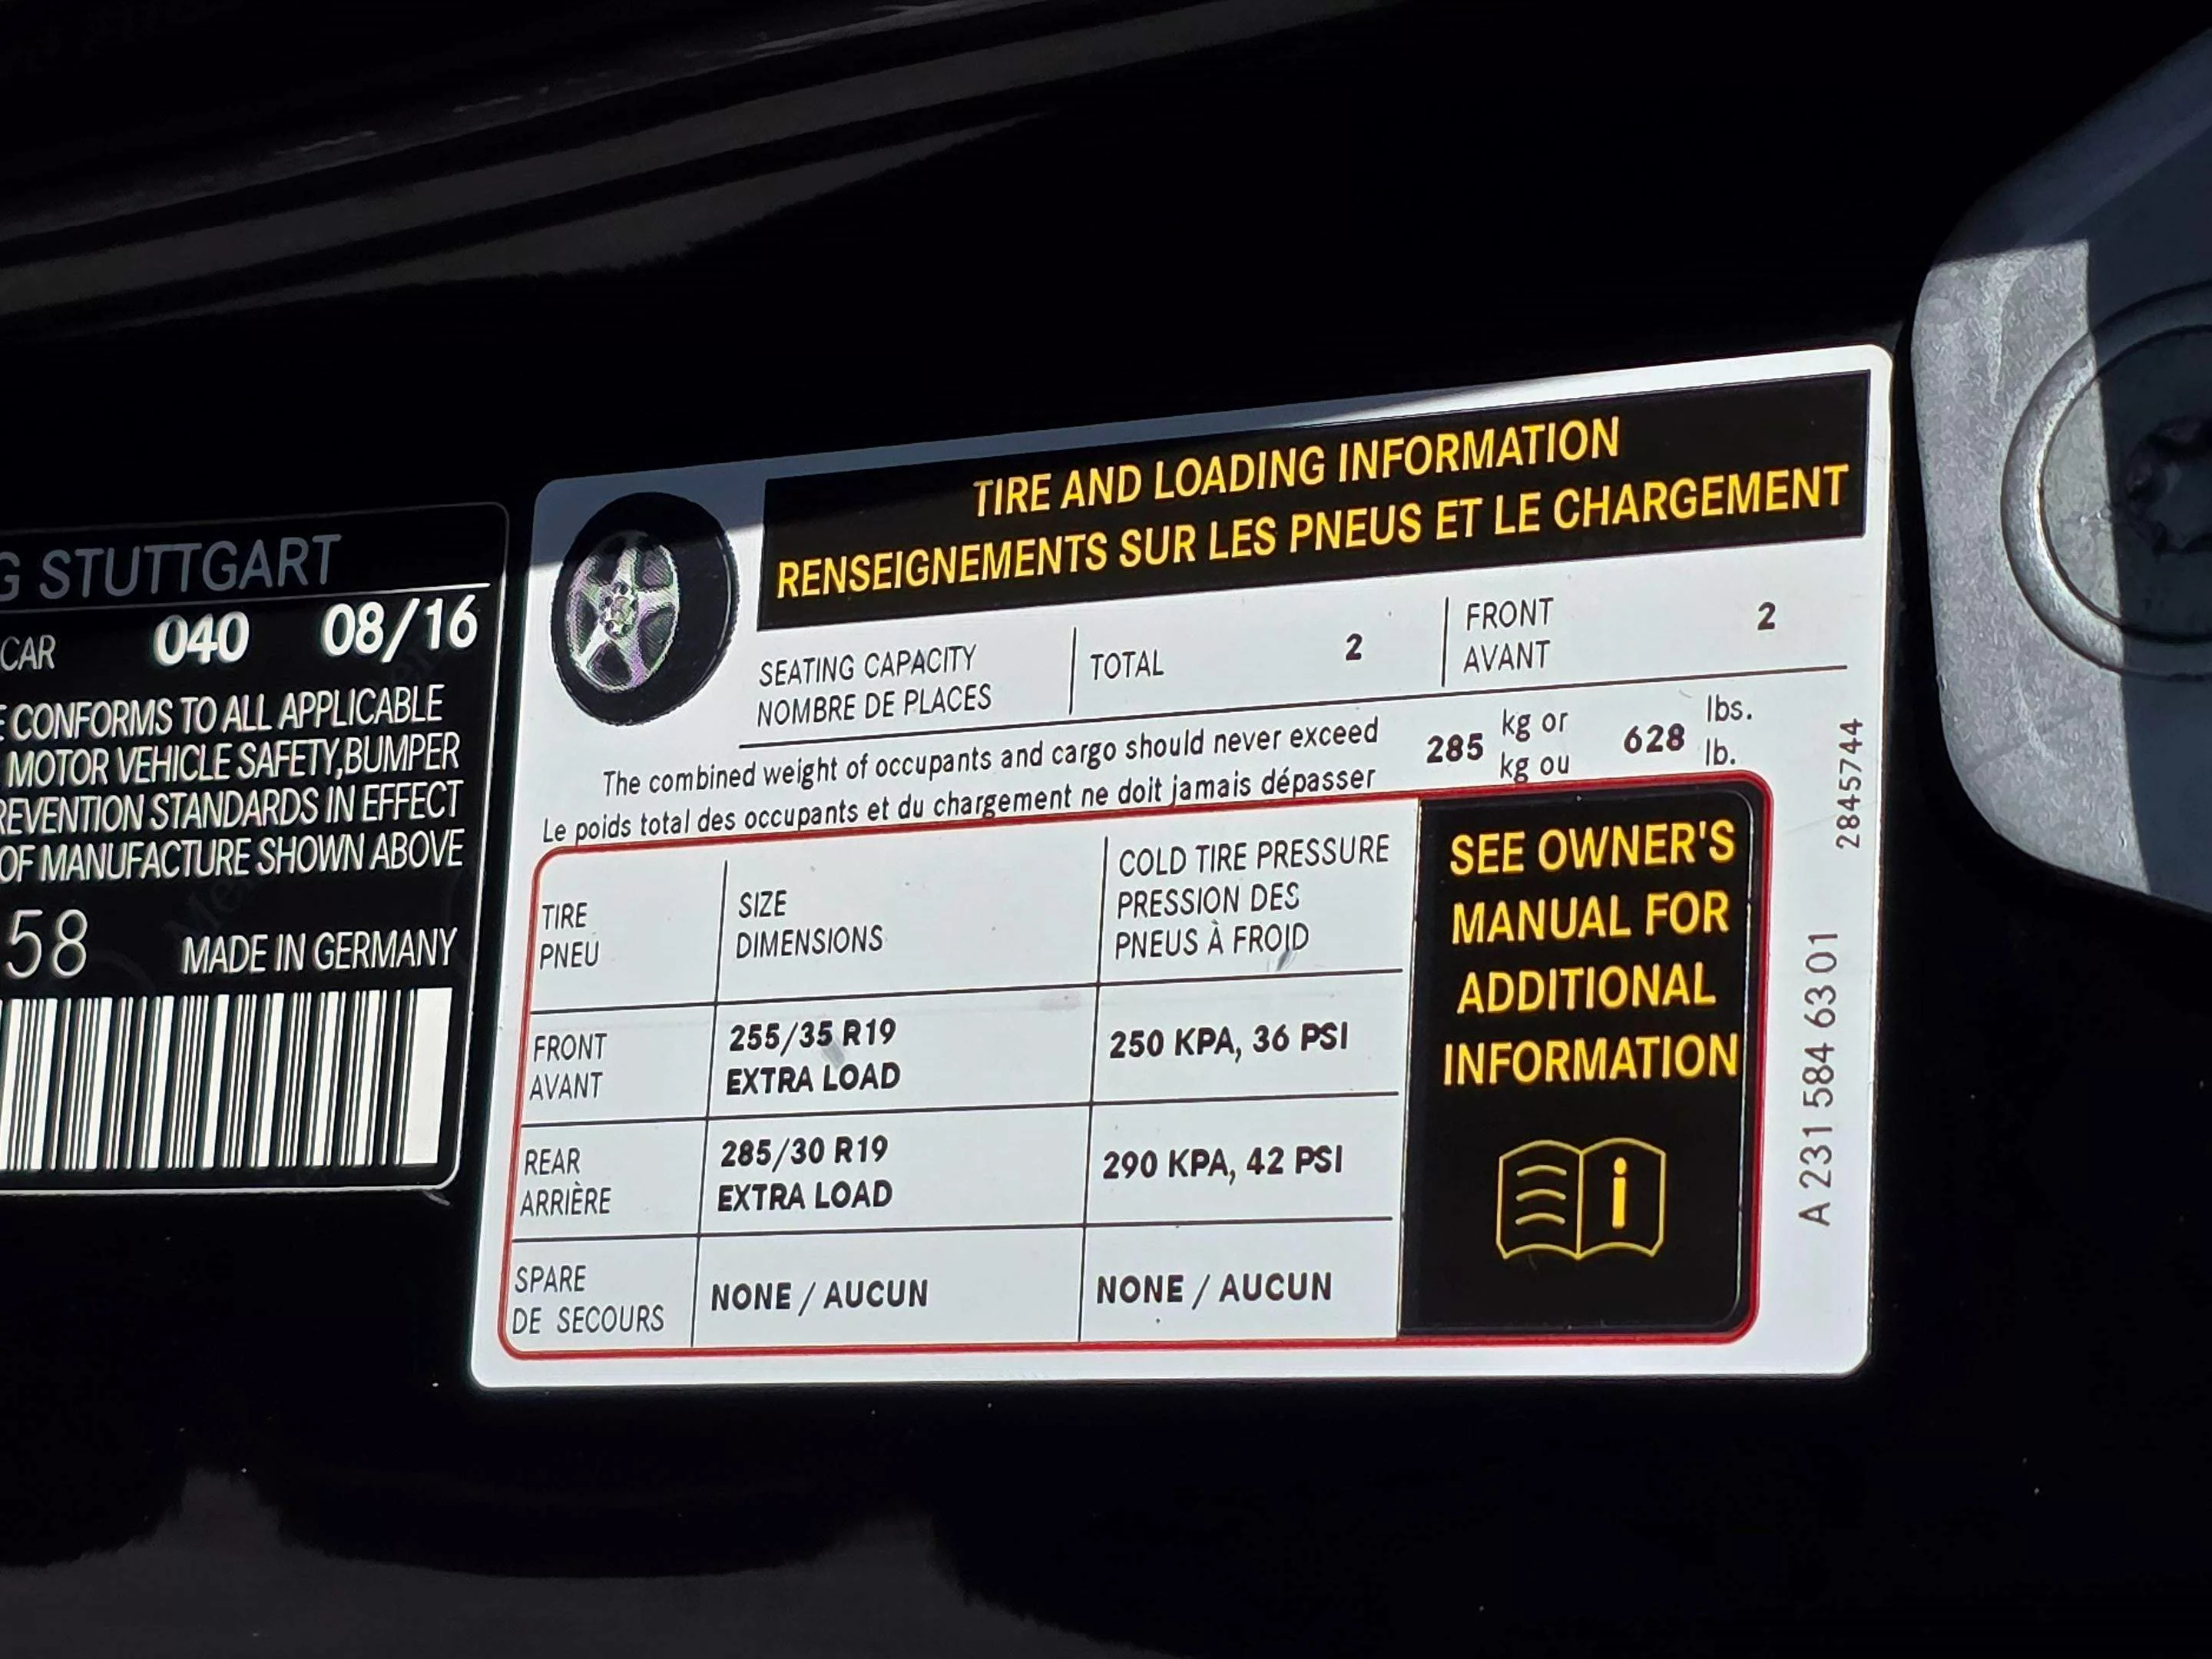 G STUTTGART
CAR 040 08/16
E CONFORMS TO ALL APPLICABLE
MOTOR VEHICLE SAFETY,BUMPER
REVENTION STANDARDS IN EFFECT
OF MANUFACTURE SHOWN ABOVE
58 MADE IN GERMANY
TIRE AND LOADING INFORMATION
RENSEIGNEMENTS SUR LES PNEUS ET LE CHARGEMENT
SEATING CAPACITY
NOMBRE DE PLACES
TOTAL 2
FRONT
AVANT
2
The combined weight of occupants and cargo should never exceed
Le poids total des occupants et du chargement ne doit jamais dépasser
285 kg or
kg ou
628 lbs.
lb.
TIRE
PNEU
SIZE
DIMENSIONS
COLD TIRE PRESSURE
PRESSION DES
PNEUS À FROID
FRONT
AVANT
255/35 R19
EXTRA LOAD
250 KPA, 36 PSI
REAR
ARRIÈRE
285/30 R19
EXTRA LOAD
290 KPA, 42 PSI
SPARE
DE SECOURS
NONE / AUCUN
NONE / AUCUN
SEE OWNER'S
MANUAL FOR
ADDITIONAL
INFORMATION
i
2845744
A 231 584 63 01